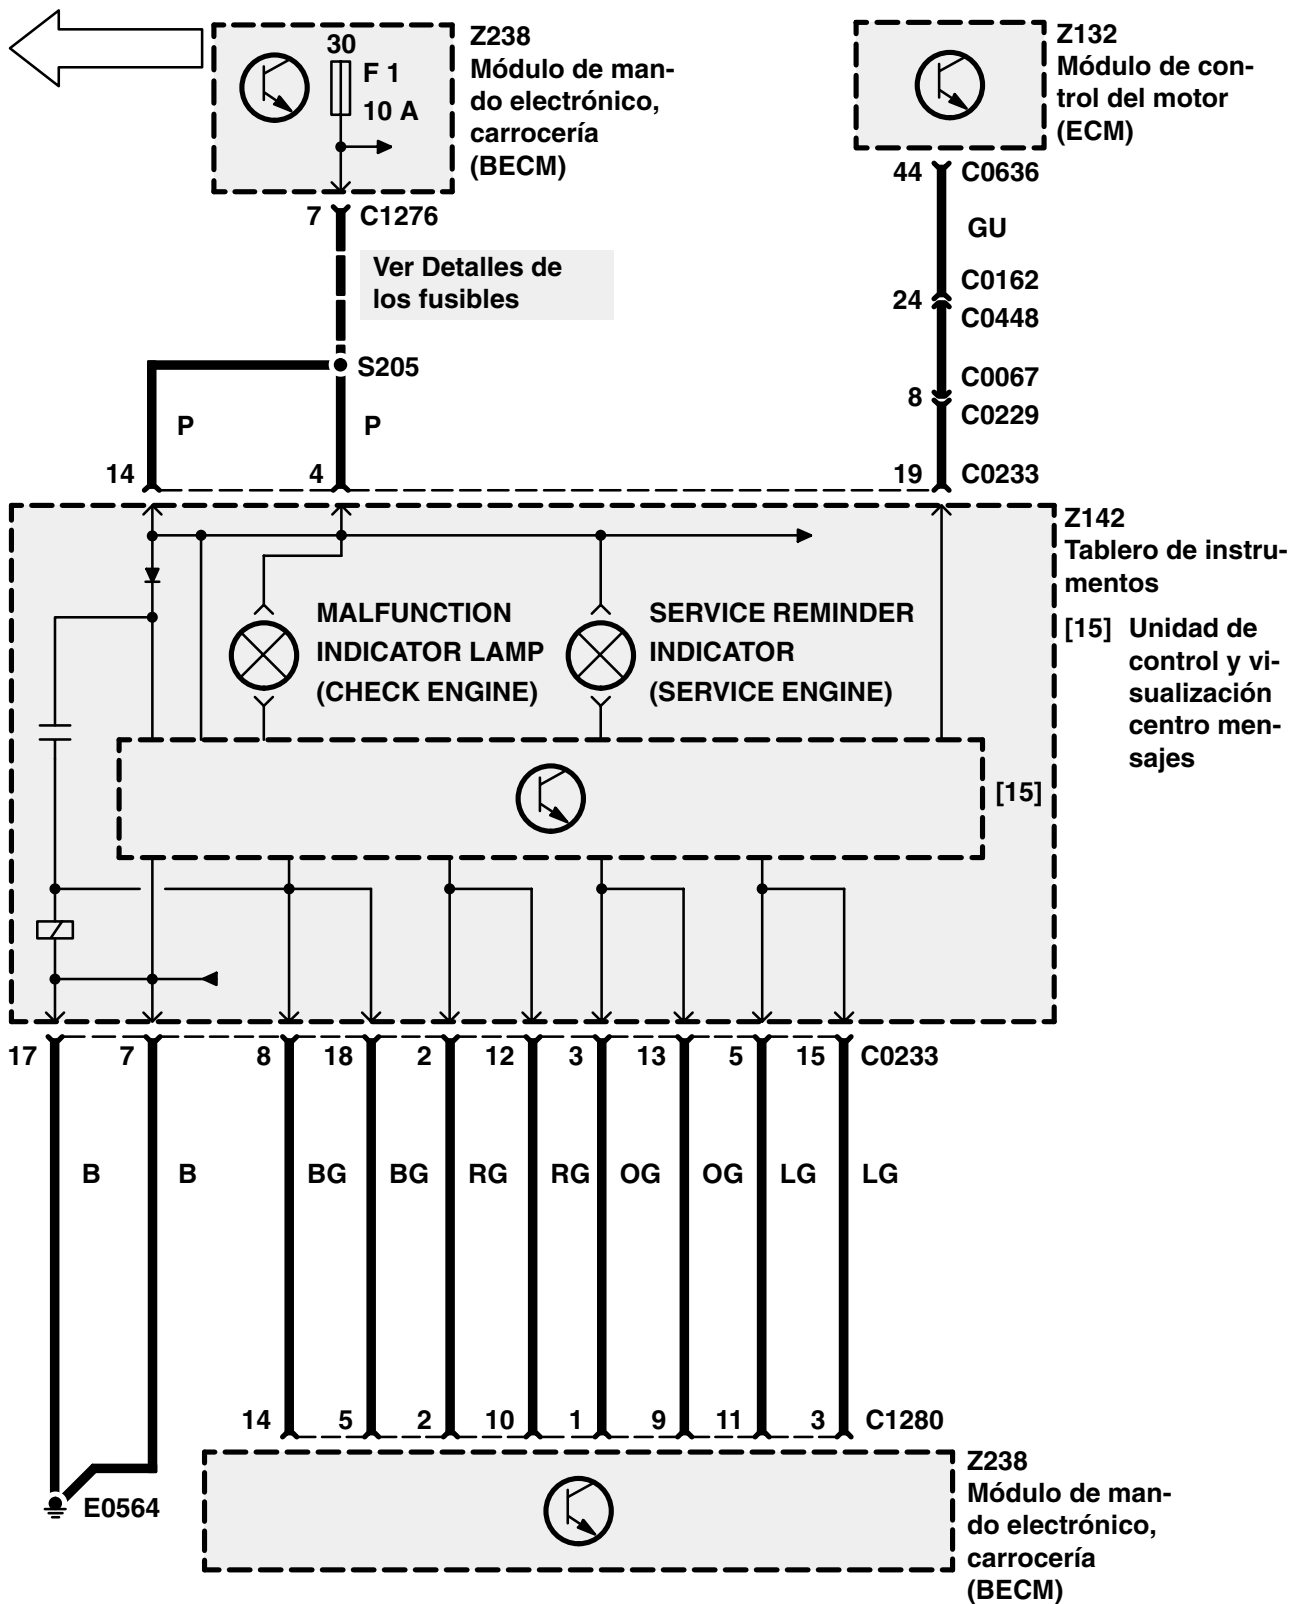 30
F 1
10 A
Z238
Módulo de man-
do electrónico,
carrocería
(BECM)
Z132
Módulo de con-
trol del motor
(ECM)
7
C1276
Ver Detalles de
los fusibles
S205
44
C0636
GU
24
C0162
C0448
8
C0067
C0229
P
P
14
4
19
C0233
Z142
Tablero de instru-
mentos
[15] Unidad de
control y vi-
sualización
centro men-
sajes
MALFUNCTION
INDICATOR LAMP
(CHECK ENGINE)
SERVICE REMINDER
INDICATOR
(SERVICE ENGINE)
[15]
17
7
8
18
2
12
3
13
5
15
C0233
B
B
BG
BG
RG
RG
OG
OG
LG
LG
14
5
2
10
1
9
11
3
C1280
E0564
Z238
Módulo de man-
do electrónico,
carrocería
(BECM)